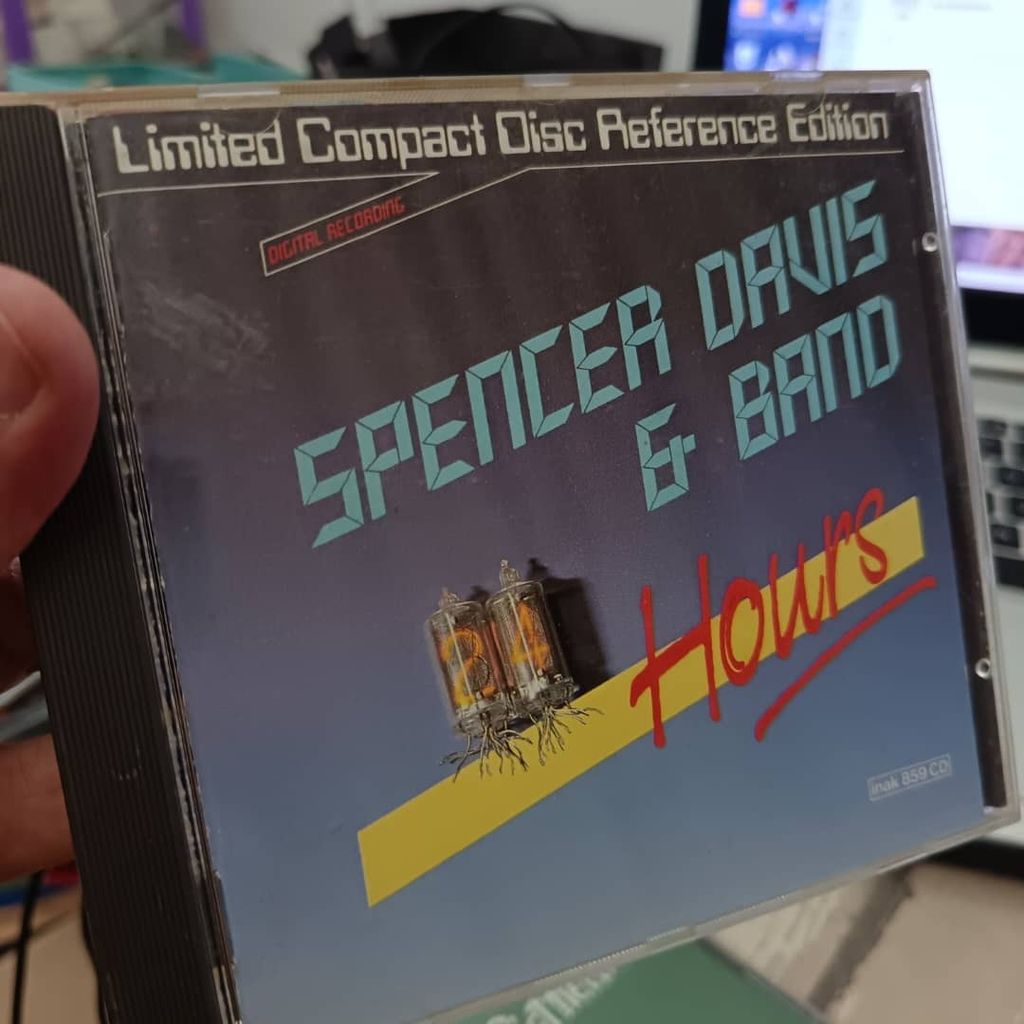 Limited Compact Disc Reference Edition
DIGITAL RECORDING
SPENCER DAVIS
& BAND
24
Hours
inak 859 CD